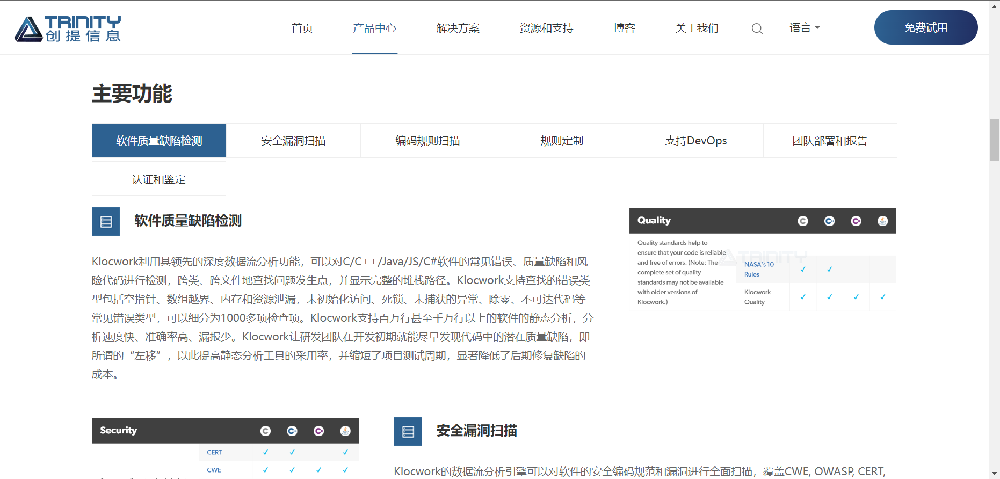 TRINITY
创提信息
首页 产品中心 解决方案 资源和支持 博客 关于我们 语言 免费试用
主要功能
软件质量缺陷检测 安全漏洞扫描 编码规则扫描 规则定制 支持DevOps 团队部署和报告
认证和鉴定
软件质量缺陷检测
Klocwork利用其领先的深度数据流分析功能，可以对C/C++/Java/JS/C#软件的常见错误、质量缺陷和风
险代码进行检测，跨类、跨文件地查找问题发生点，并显示完整的堆栈路径。Klocwork支持查找的错误类
型包括空指针、数组越界、内存和资源泄漏，未初始化访问、死锁、未捕获的异常、除零、不可达代码等
常见错误类型，可以细分为1000多项检查项。Klocwork支持百万行甚至千万行以上的软件的静态分析，分
析速度快、准确率高、漏报少。Klocwork让研发团队在开发初期就能尽早发现代码中的潜在质量缺陷，即
所谓的“左移”，以此提高静态分析工具的采用率，并缩短了项目测试周期，显著降低了后期修复缺陷的
成本。
Quality C C++ C#
Quality standards help to
ensure that your code is reliable
and free of errors. (Note: The
complete set of quality
standards may not be available
with older versions of
Klocwork.)
TRINITY
NASA's 10
Rules ✓ ✓
Klocwork
Quality ✓ ✓ ✓ ✓
Security C C++ C#
CERT ✓ ✓ ✓
CWE ✓ ✓ ✓ ✓
安全漏洞扫描
Klocwork的数据流分析引擎可以对软件的安全编码规范和漏洞进行全面扫描，覆盖CWE, OWASP, CERT,